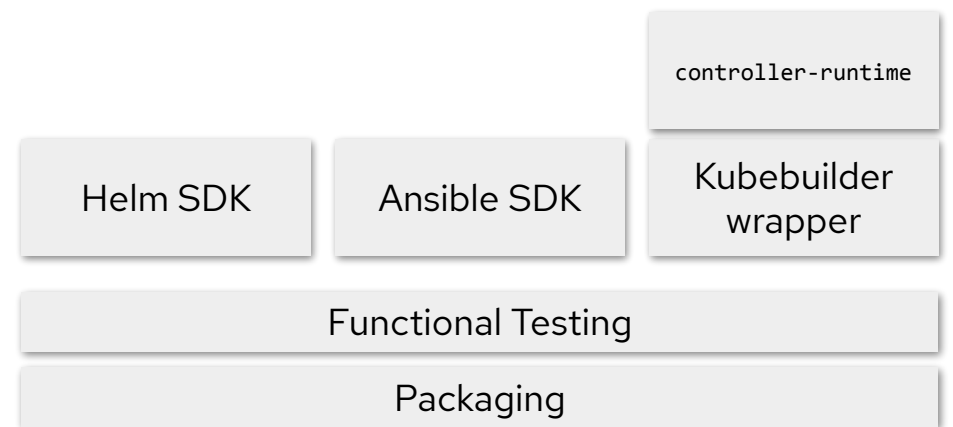 controller-runtime
Helm SDK
Ansible SDK
Kubebuilder
wrapper
Functional Testing
Packaging